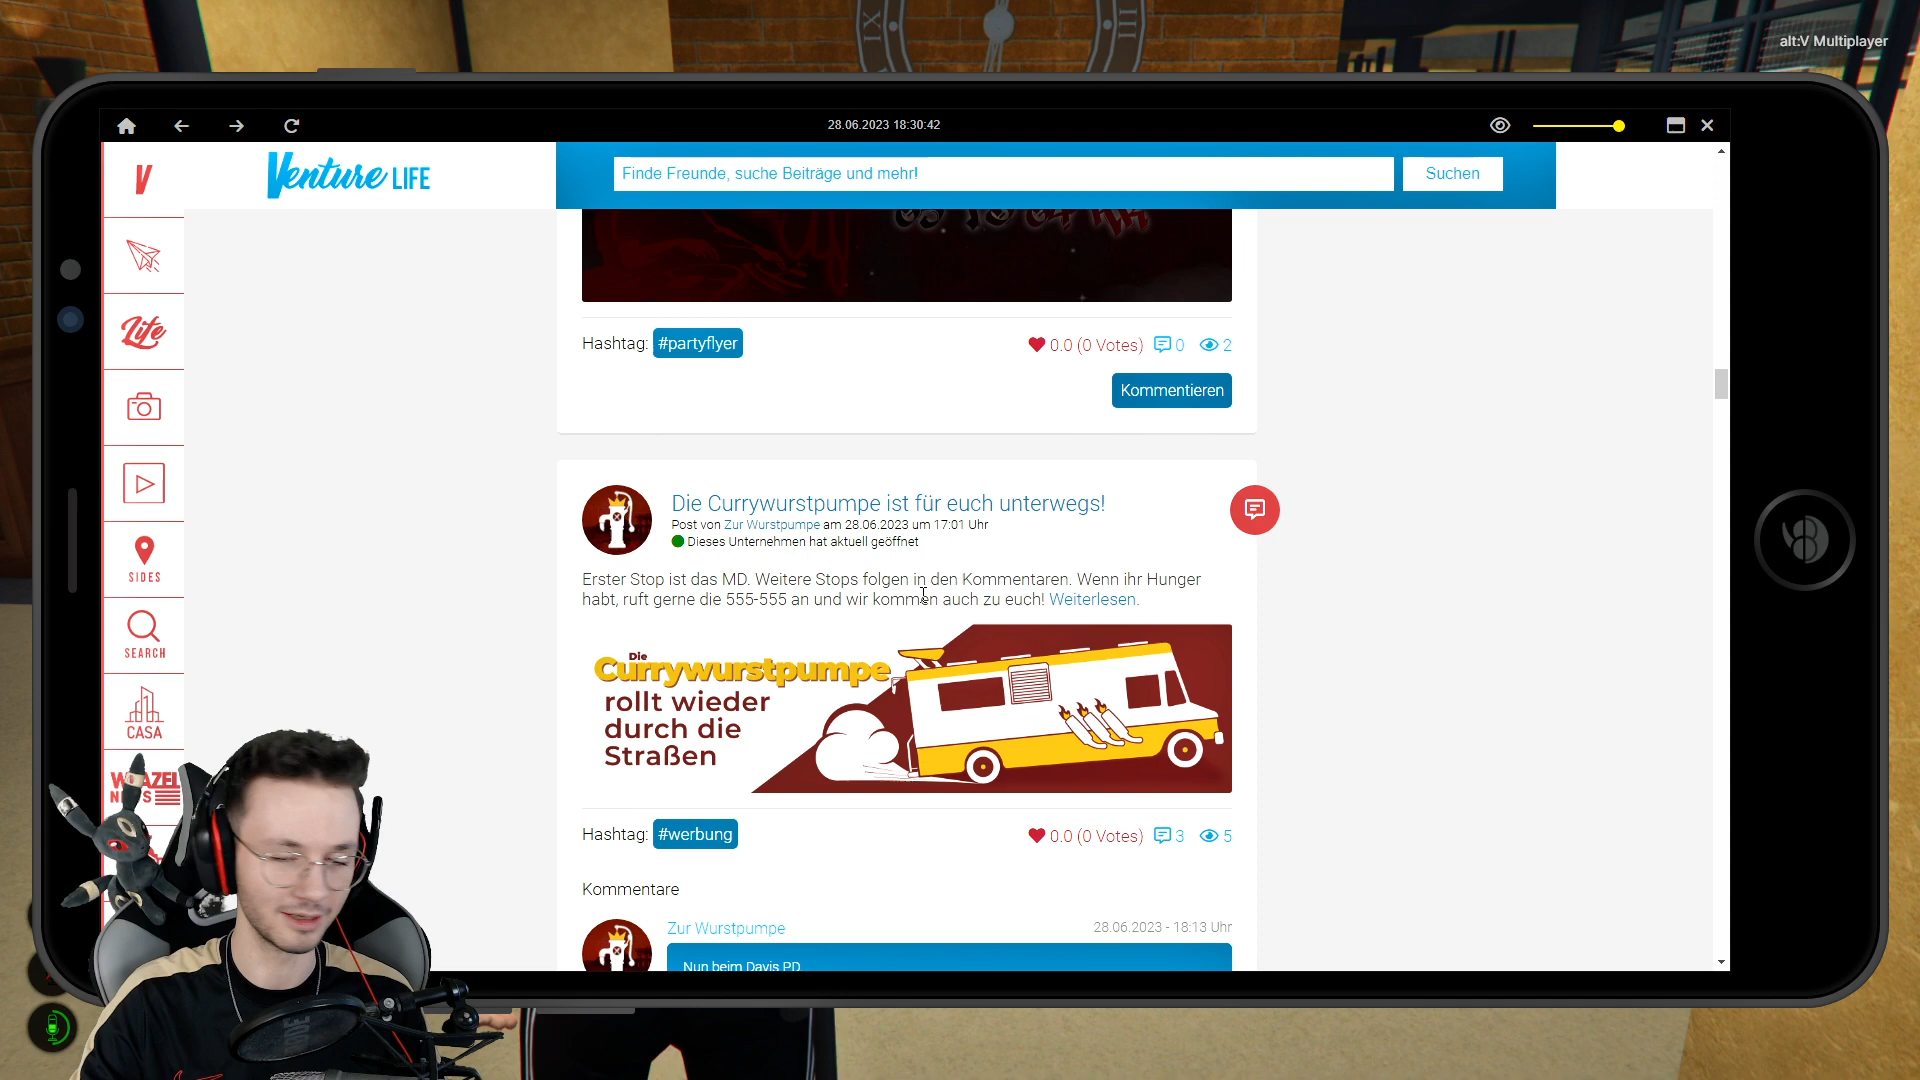 alt:V Multiplayer
28.06.2023 18:30:42
V
Venture LIFE
Finde Freunde, suche Beiträge und mehr!
Suchen
Life
Hashtag: #partyflyer
0.0 (0 Votes) 0 2
Kommentieren
Die Currywurstpumpe ist für euch unterwegs!
Post von Zur Wurstpumpe am 28.06.2023 um 17:01 Uhr
Dieses Unternehmen hat aktuell geöffnet
Erster Stop ist das MD. Weitere Stops folgen in den Kommentaren. Wenn ihr Hunger
habt, ruft gerne die 555-555 an und wir kommen auch zu euch! Weiterlesen.
SIDES
SEARCH
CASA
Die
Currywurstpumpe
rollt wieder
durch die
Straßen
Hashtag: #werbung
0.0 (0 Votes) 3 5
Kommentare
Zur Wurstpumpe
28.06.2023 - 18:13 Uhr
Nun beim Davis PD
IX
III